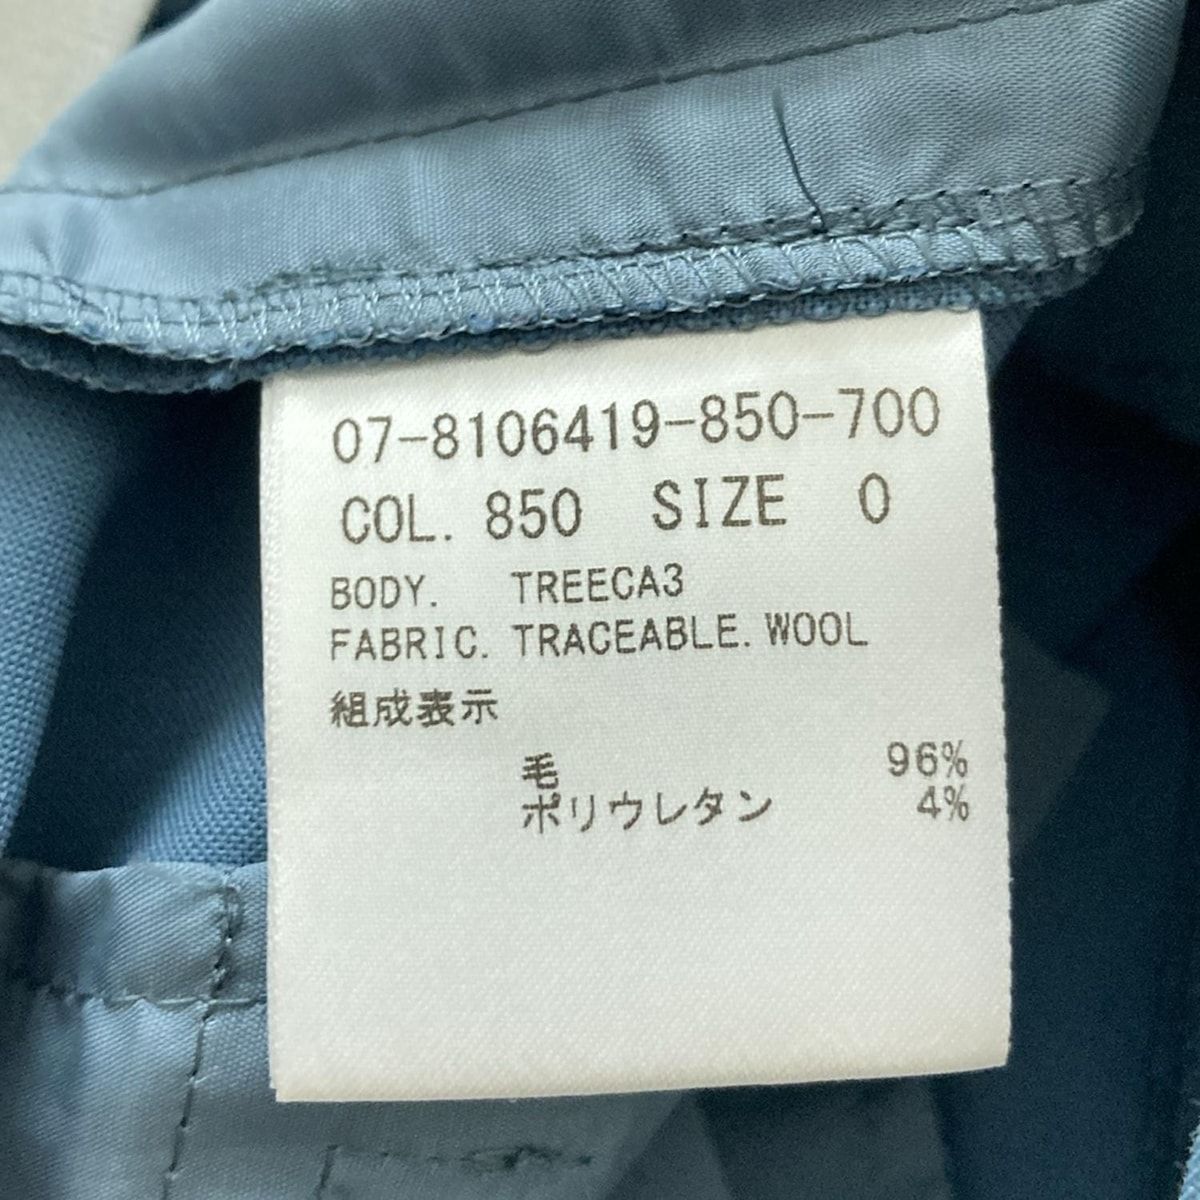 07-8106419-850-700
COL. 850 SIZE 0
BODY. TREECA3
FABRIC. TRACEABLE. WOOL
組成表示
毛 96%
ポリウレタン 4%